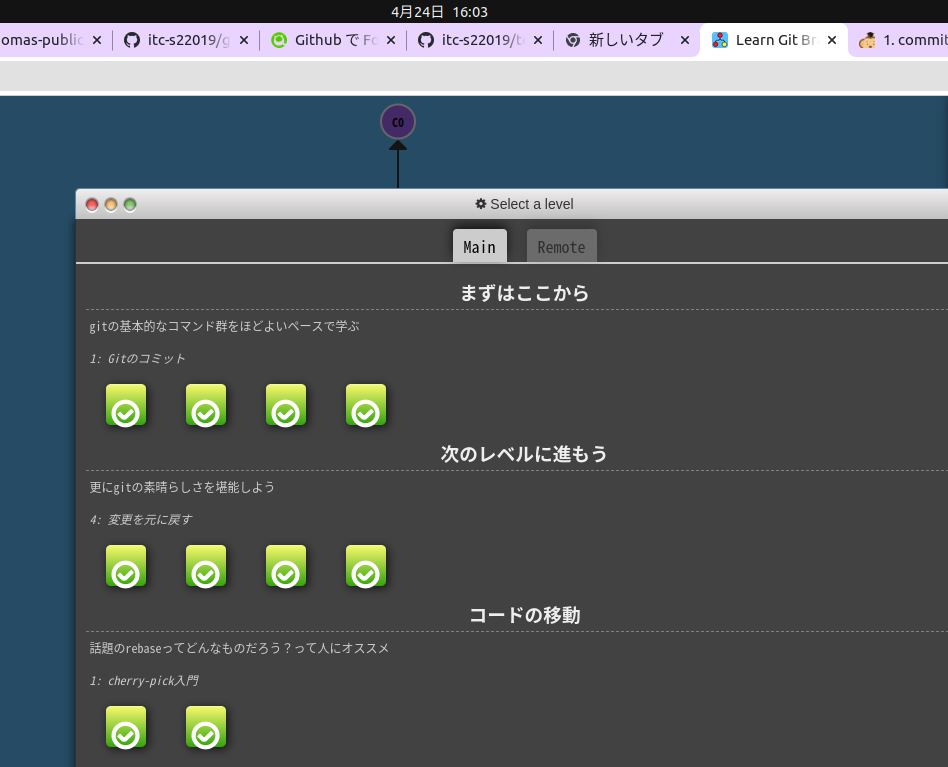 4月24日 16:03
omas-public
itc-s22019/g
Github で Fo
itc-s22019/t
新しいタブ
Learn Git Br
1. commit
C0
Select a level
Main
Remote
まずはここから
gitの基本的なコマンド群をほどよいペースで学ぶ
1: Gitのコミット
次のレベルに進もう
更にgitの素晴らしさを堪能しよう
4: 変更を元に戻す
コードの移動
話題のrebaseってどんなものだろう？って人にオススメ
1: cherry-pick入門